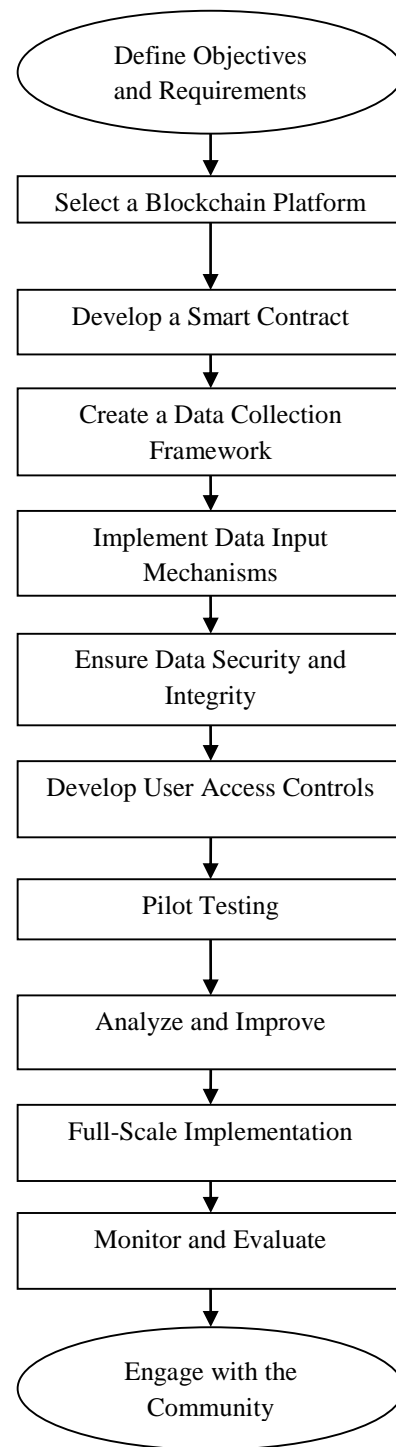 Define Objectives
and Requirements
Select a Blockchain Platform
Develop a Smart Contract
Create a Data Collection
Framework
Implement Data Input
Mechanisms
Ensure Data Security and
Integrity
Develop User Access Controls
Pilot Testing
Analyze and Improve
Full-Scale Implementation
Monitor and Evaluate
Engage with the
Community